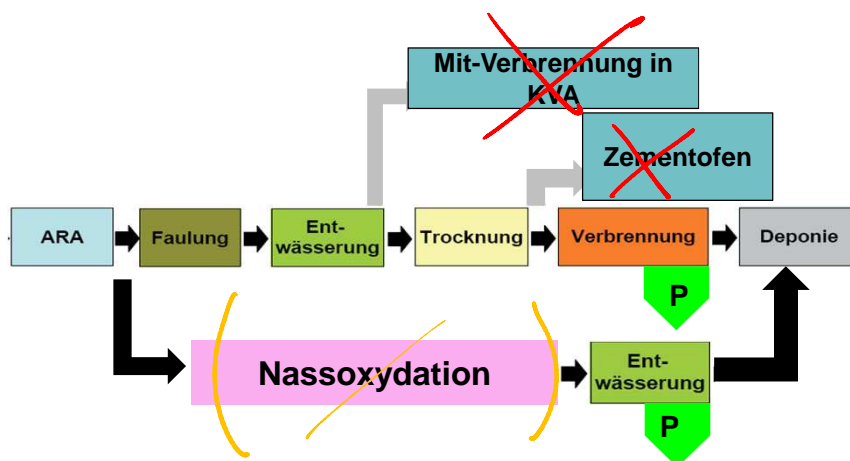 Mit-Verbrennung in
KVA
Zementofen
ARA
Faulung
Ent-
wässerung
Trocknung
Verbrennung
Deponie
P
Nassoxydation
Ent-
wässerung
P